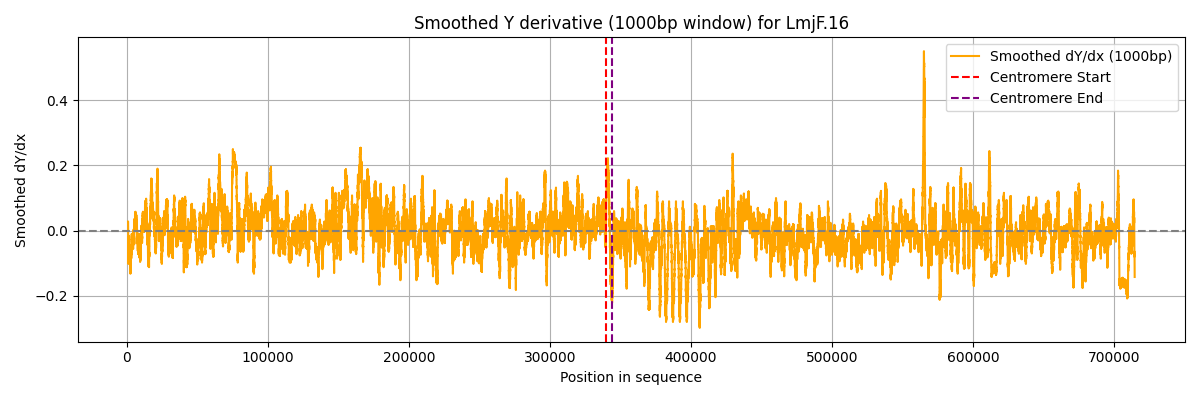 Smoothed Y derivative (1000bp window) for LmjF.16
Smoothed dY/dx
0.4
0.2
0.0
−0.2
Smoothed dY/dx (1000bp)
Centromere Start
Centromere End
0
100000
200000
300000
400000
500000
600000
700000
Position in sequence